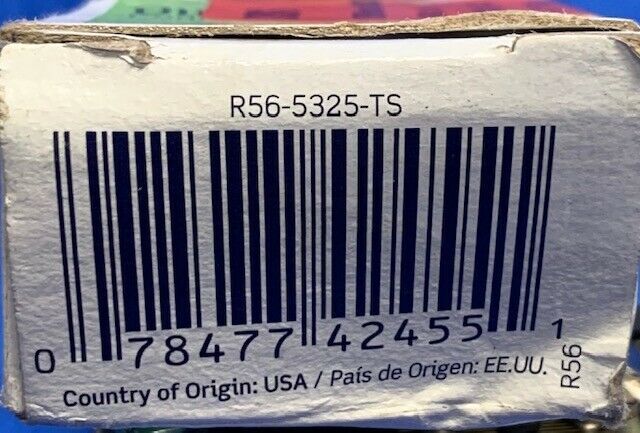 R56-5325-TS
0 78477 42455 1
Country of Origin: USA / País de Origen: EE.UU.
R56